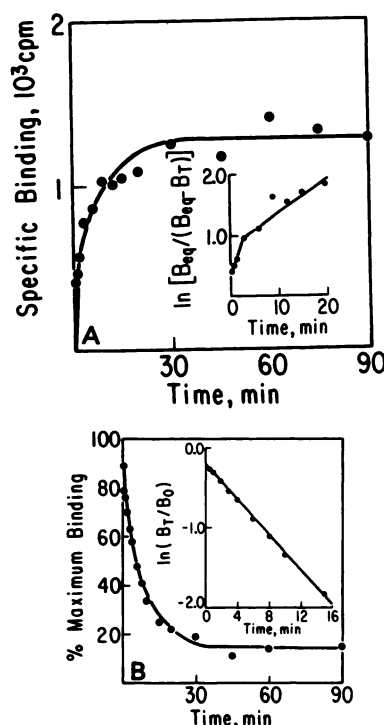 2
1
Specific Binding, 10³cpm
A
30
60
90
Time, min
ln [Beq/(Beq-BT)]
2.0
1.0
0
10
20
Time, min
100
80
60
40
20
% Maximum Binding
B
30
60
90
Time, min
ln(BT/B0)
0.0
-1.0
-2.0
0
4
8
12
16
Time, min